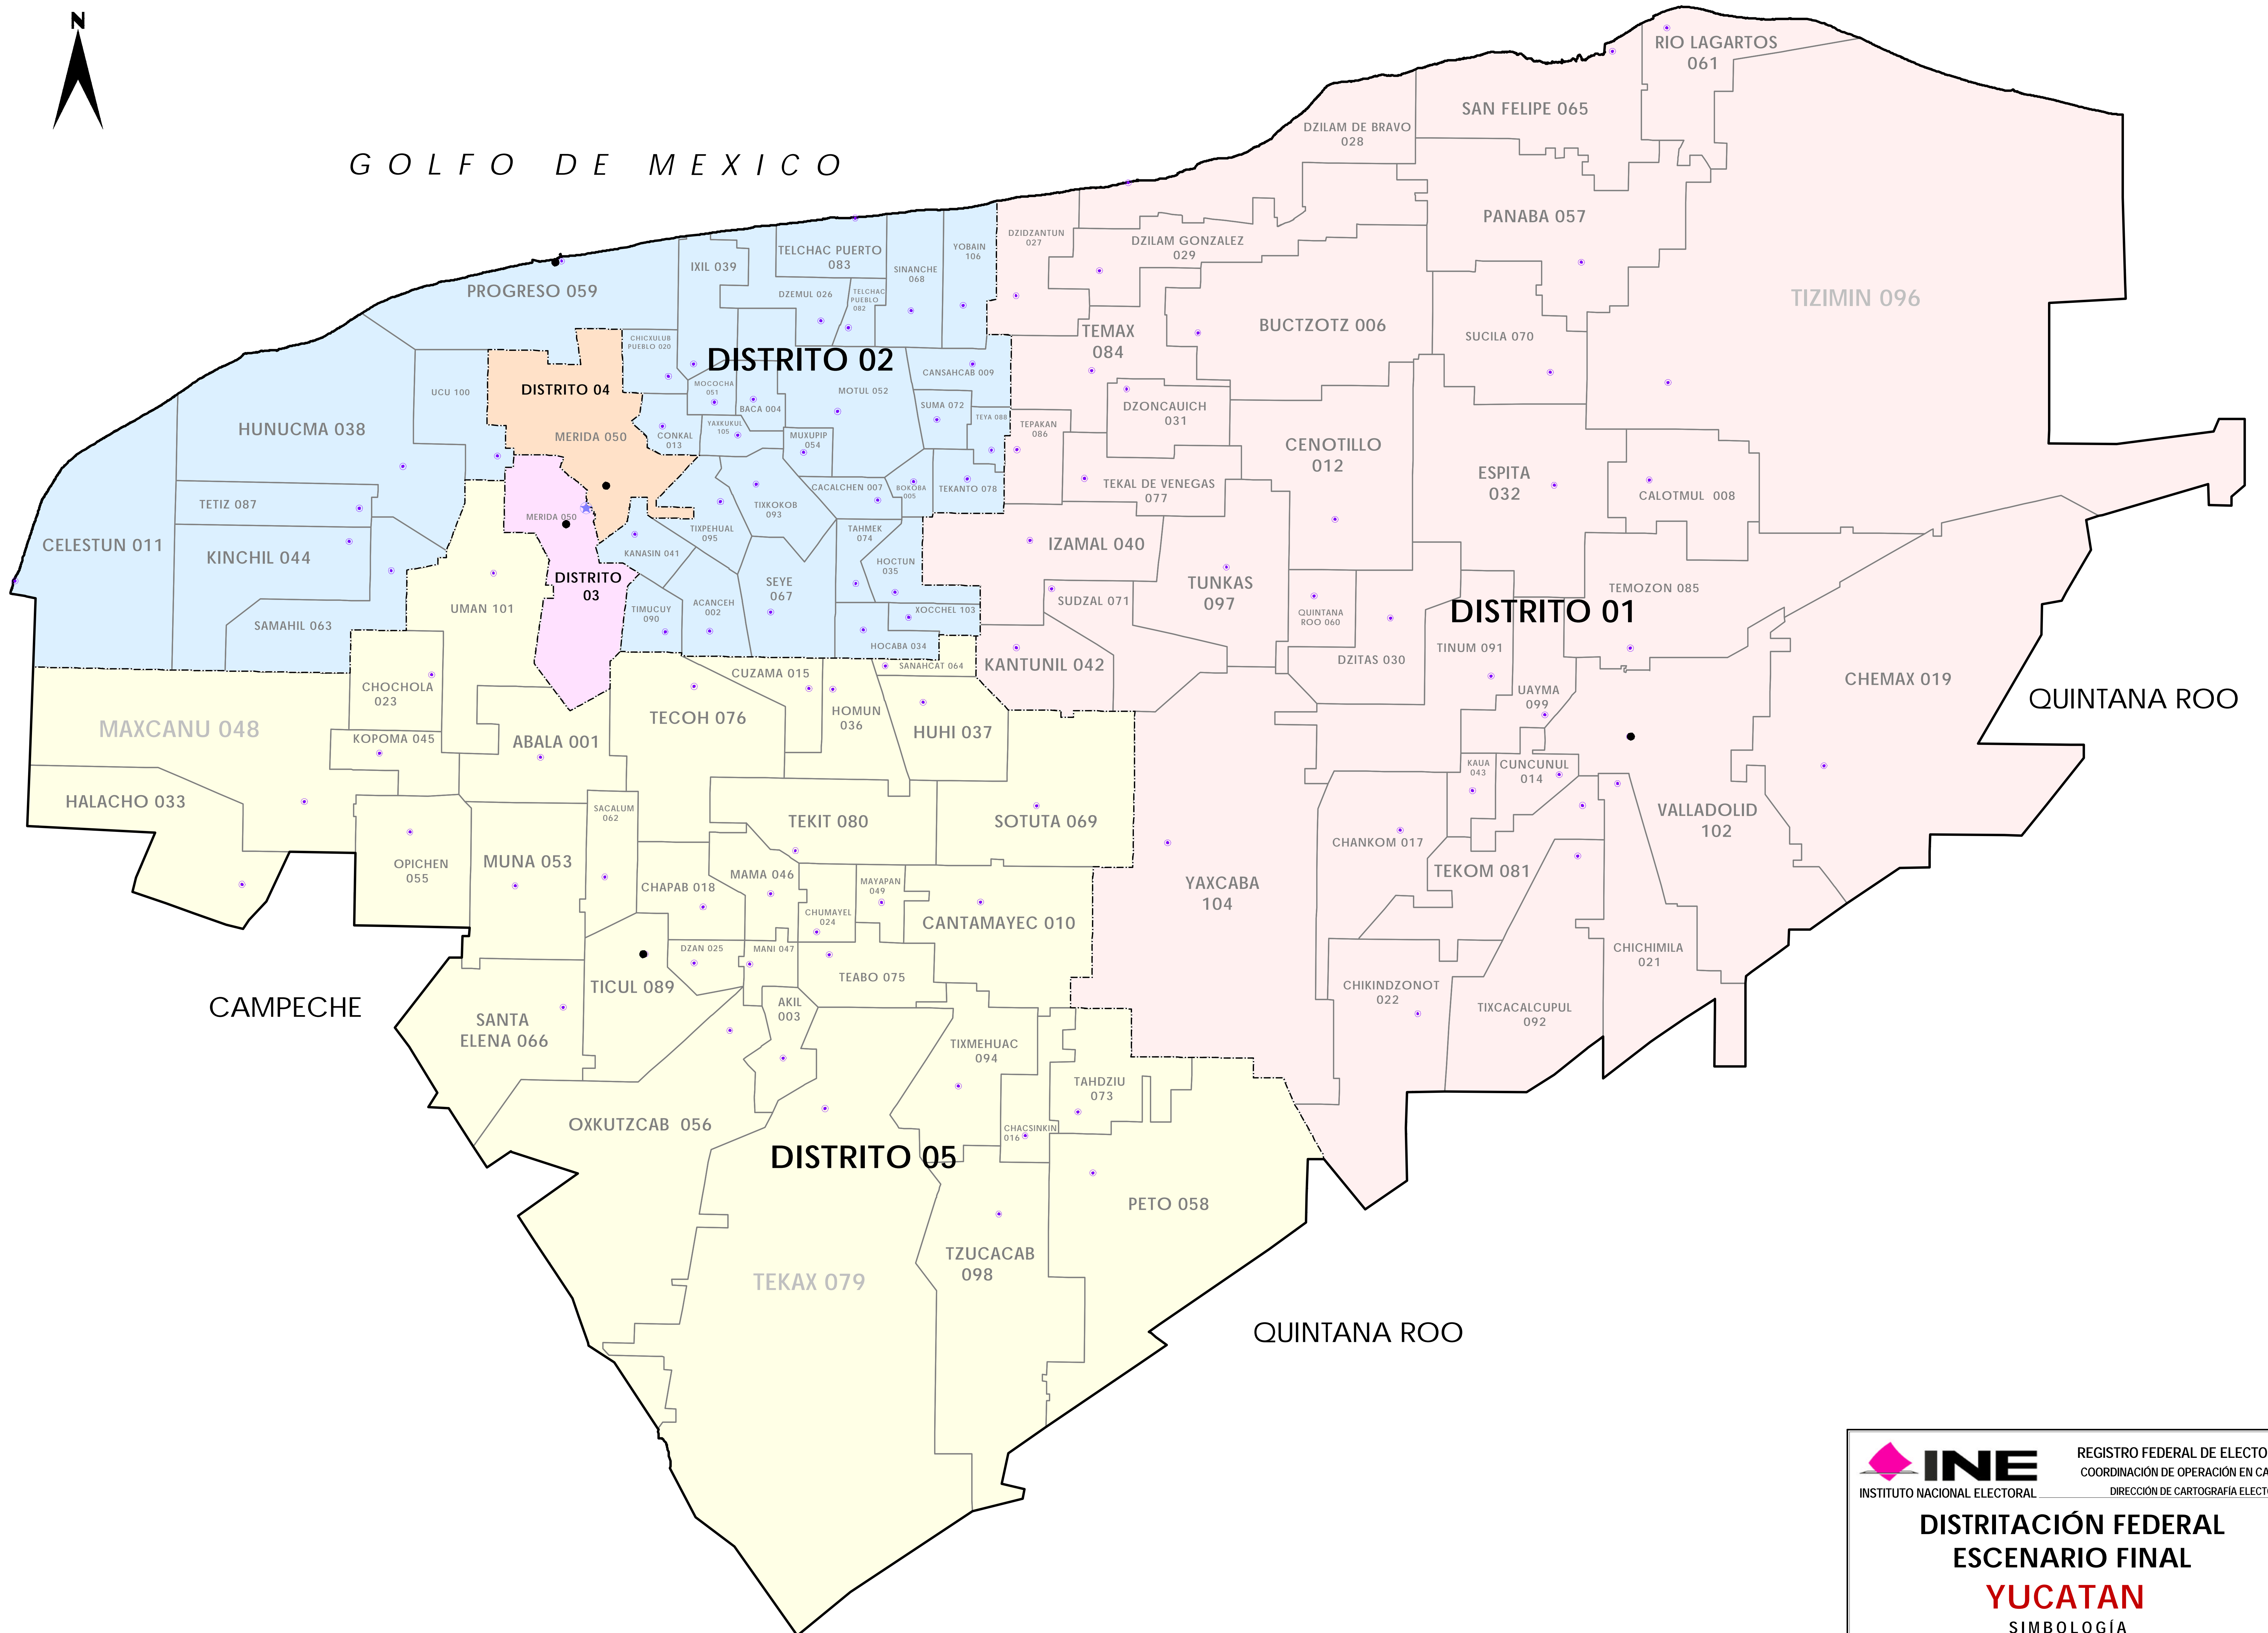 N
GOLFO DE MEXICO
RIO LAGARTOS
061
SAN FELIPE 065
DZILAM DE BRAVO
028
PANABA 057
DZIDZANTUN
027
DZILAM GONZALEZ
029
TIZIMIN 096
TELCHAC PUERTO
083
YOBAIN
106
SINANCHE
068
IXIL 039
PROGRESO 059
DZEMUL 026
TELCHAC
PUEBLO
082
BUCTZOTZ 006
TEMAX
084
SUCILA 070
CHICXULUB
PUEBLO 020
DISTRITO 02
CANSAHCAB 009
UCU 100
DISTRITO 04
MOCOCHA
051
BACA 004
MOTUL 052
SUMA 072
TEYA 088
DZONCAUICH
031
TEPAKAN
086
HUNUCMA 038
MERIDA 050
CONKAL
013
YAXKUKUL
105
MUXUPIP
054
CENOTILLO
012
ESPITA
032
CALOTMUL 008
TEKAL DE VENEGAS
077
CACALCHEN 007
BOKOBA
005
TEKANTO 078
TETIZ 087
TIXKOKOB
093
MERIDA 050
TIXPEHUAL
095
TAHMEK
074
CELESTUN 011
KINCHIL 044
KANASIN 041
HOCTUN
035
IZAMAL 040
TUNKAS
097
TEMOZON 085
DISTRITO
03
SEYE
067
SUDZAL 071
QUINTANA
ROO 060
DISTRITO 01
UMAN 101
TIMUCUY
090
ACANCEH
002
XOCCHEL 103
SAMAHIL 063
HOCABA 034
TINUM 091
DZITAS 030
KANTUNIL 042
SANAHCAT 064
CUZAMA 015
CHOCHOLA
023
UAYMA
099
CHEMAX 019
QUINTANA ROO
MAXCANU 048
TECOH 076
HOMUN
036
HUHI 037
KOPOMA 045
ABALA 001
KAUA
043
CUNCUNUL
014
HALACHO 033
SACALUM
062
TEKIT 080
SOTUTA 069
VALLADOLID
102
CHANKOM 017
OPICHEN
055
MUNA 053
TEKOM 081
MAMA 046
CHAPAB 018
MAYAPAN
049
YAXCABA
104
CHUMAYEL
024
CANTAMAYEC 010
DZAN 025
MANI 047
CHICHIMILA
021
TEABO 075
TICUL 089
CHIKINDZONOT
022
CAMPECHE
AKIL
003
TIXCACALCUPUL
092
SANTA
ELENA 066
TIXMEHUAC
094
TAHDZIU
073
OXKUTZCAB 056
CHACSINKIN
016
DISTRITO 05
PETO 058
TZUCACAB
098
TEKAX 079
QUINTANA ROO
INE
INSTITUTO NACIONAL ELECTORAL
REGISTRO FEDERAL DE ELECTO
COORDINACIÓN DE OPERACIÓN EN CA
DIRECCIÓN DE CARTOGRAFÍA ELECT
DISTRITACIÓN FEDERAL
ESCENARIO FINAL
YUCATAN
SIMBOLOGÍA